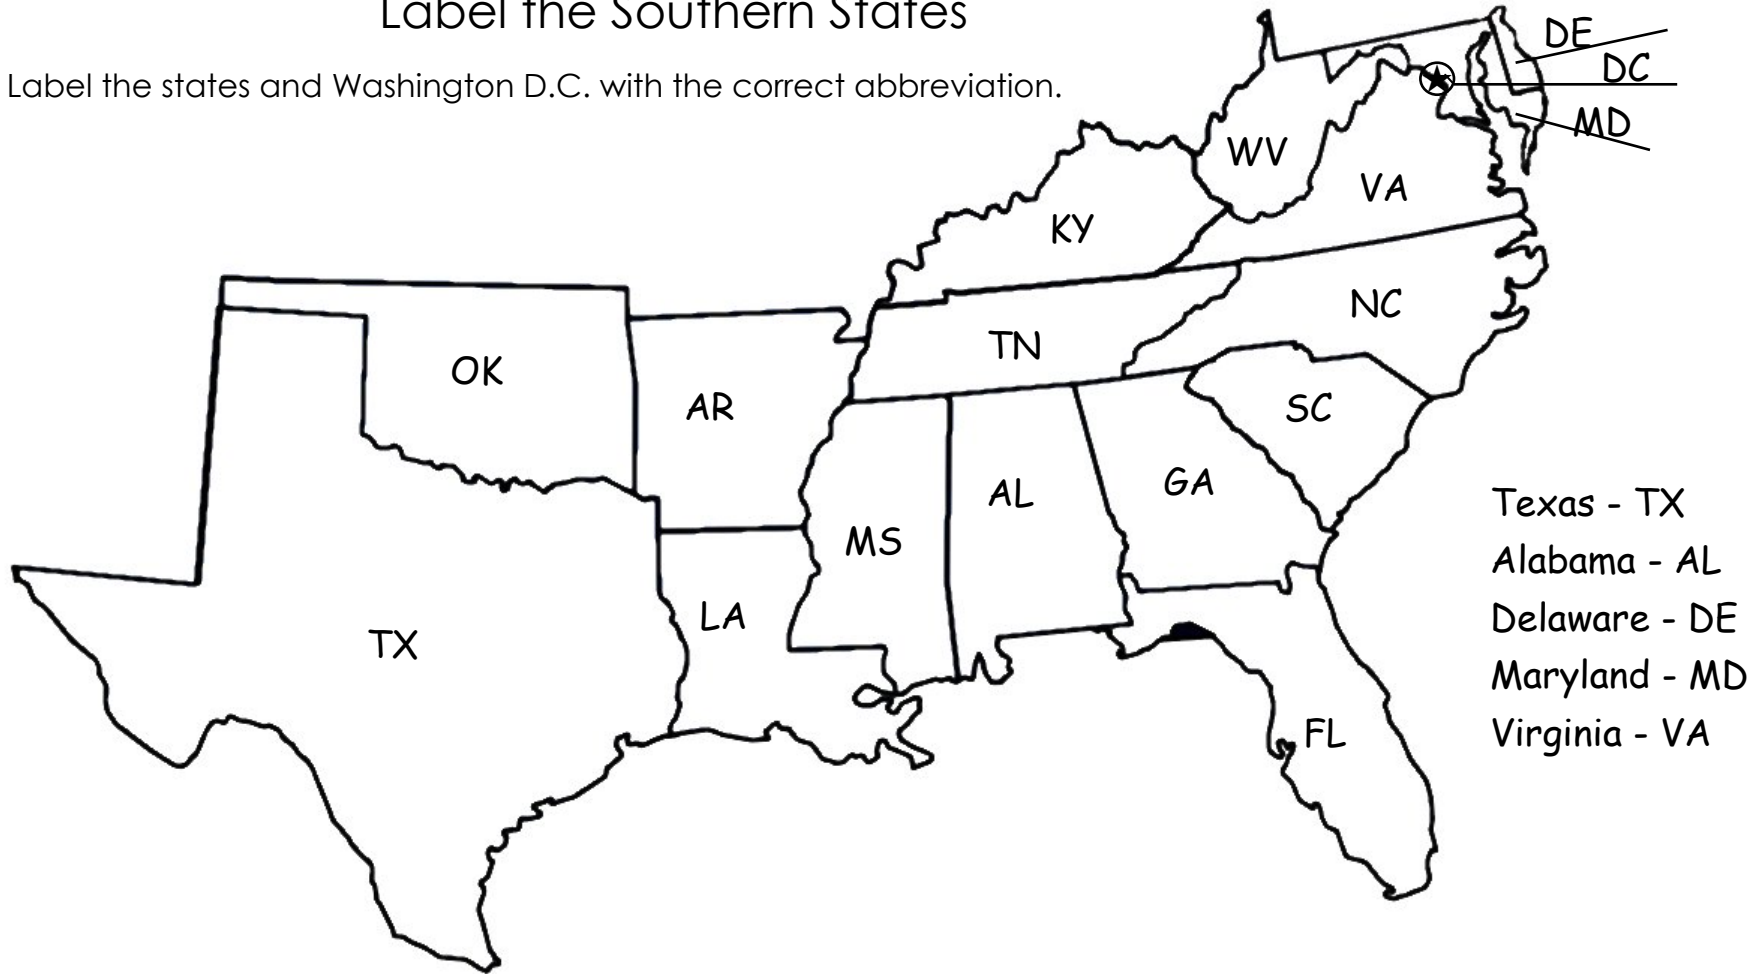 Label the Southern States
Label the states and Washington D.C. with the correct abbreviation.
DE
DC
MD
WV
VA
KY
NC
TN
OK
AR
SC
GA
AL
MS
LA
TX
FL
Texas - TX
Alabama - AL
Delaware - DE
Maryland - MD
Virginia - VA